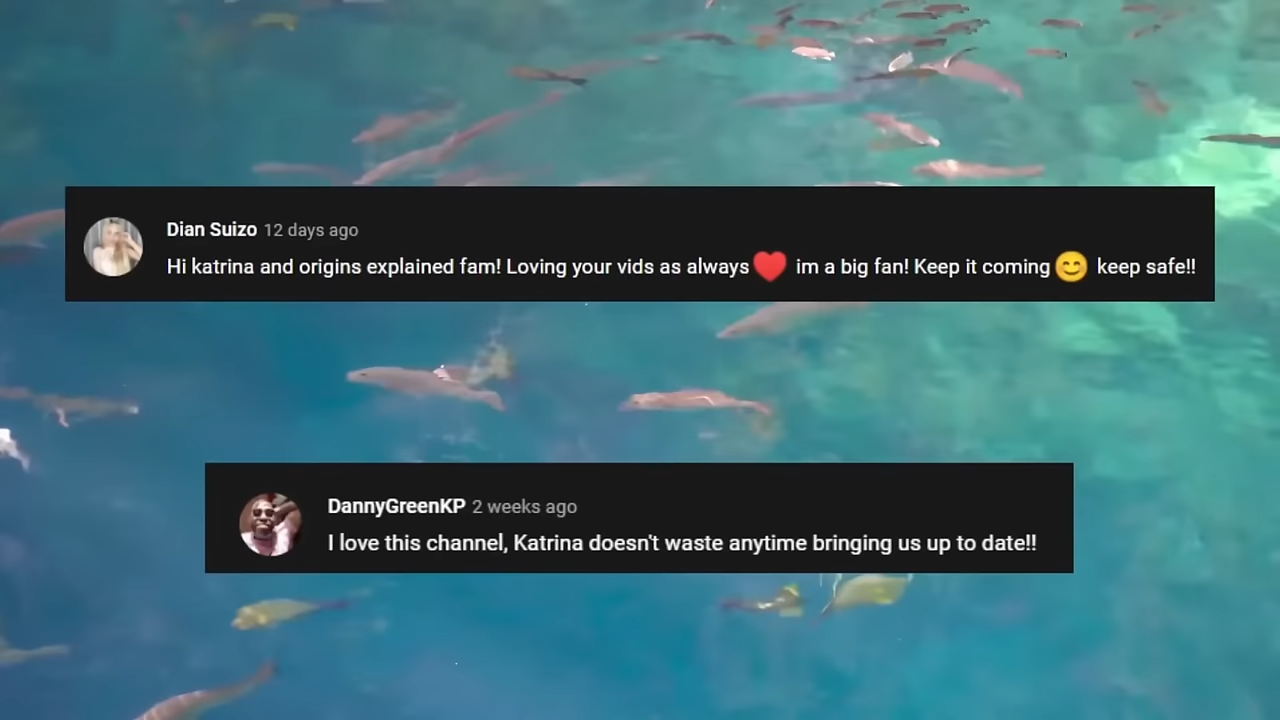 Dian Suizo 12 days ago
Hi katrina and origins explained fam! Loving your vids as always♥️ im a big fan! Keep it coming😊 keep safe!!
DannyGreenKP 2 weeks ago
I love this channel, Katrina doesn't waste anytime bringing us up to date!!